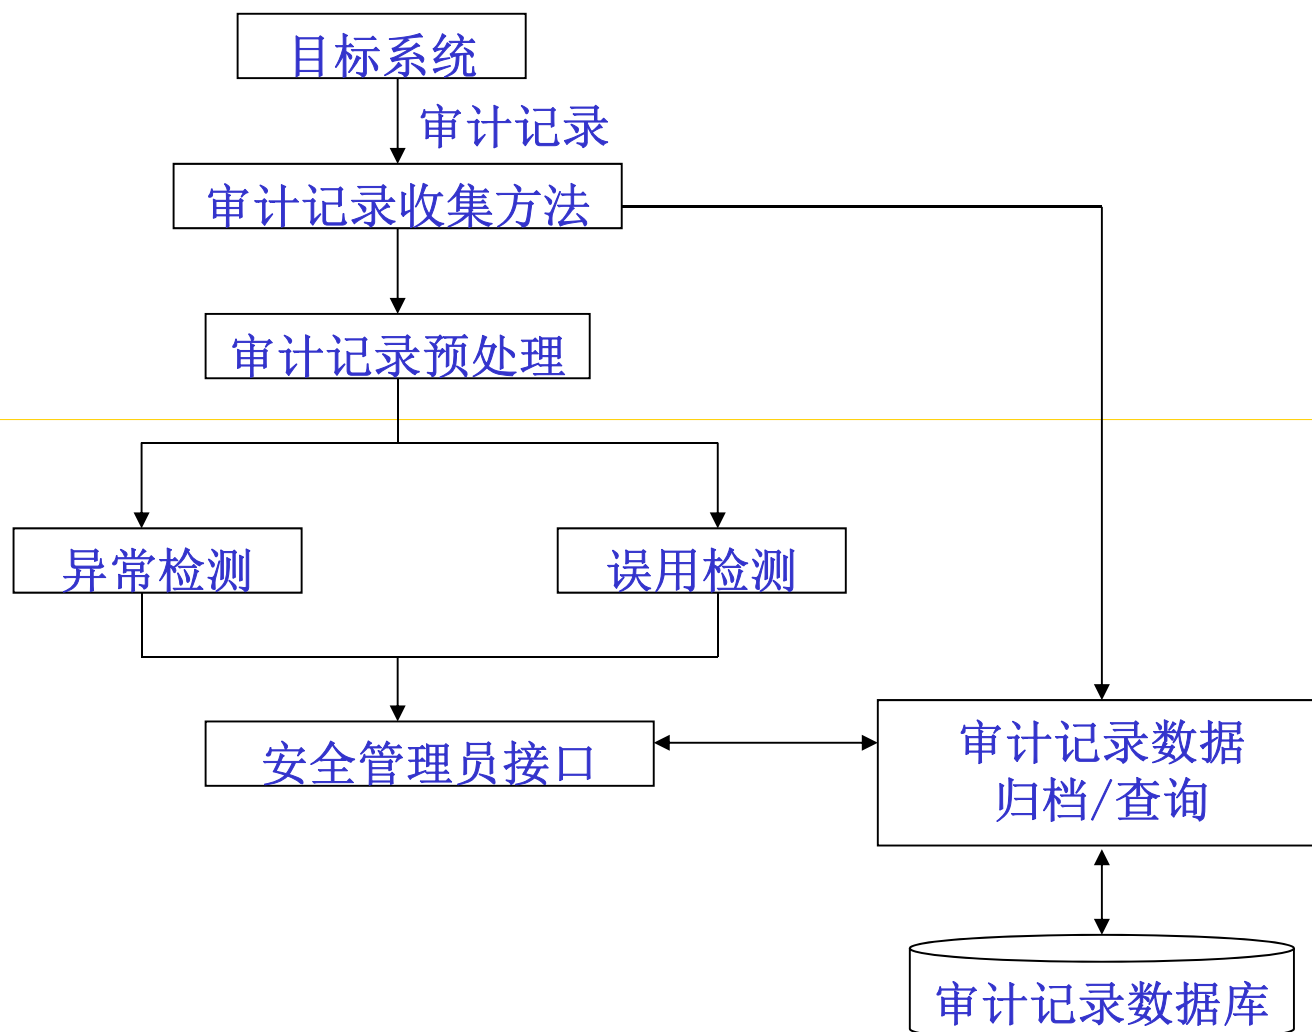 目标系统
审计记录
审计记录收集方法
审计记录预处理
异常检测
误用检测
安全管理员接口
审计记录数据
归档/查询
审计记录数据库